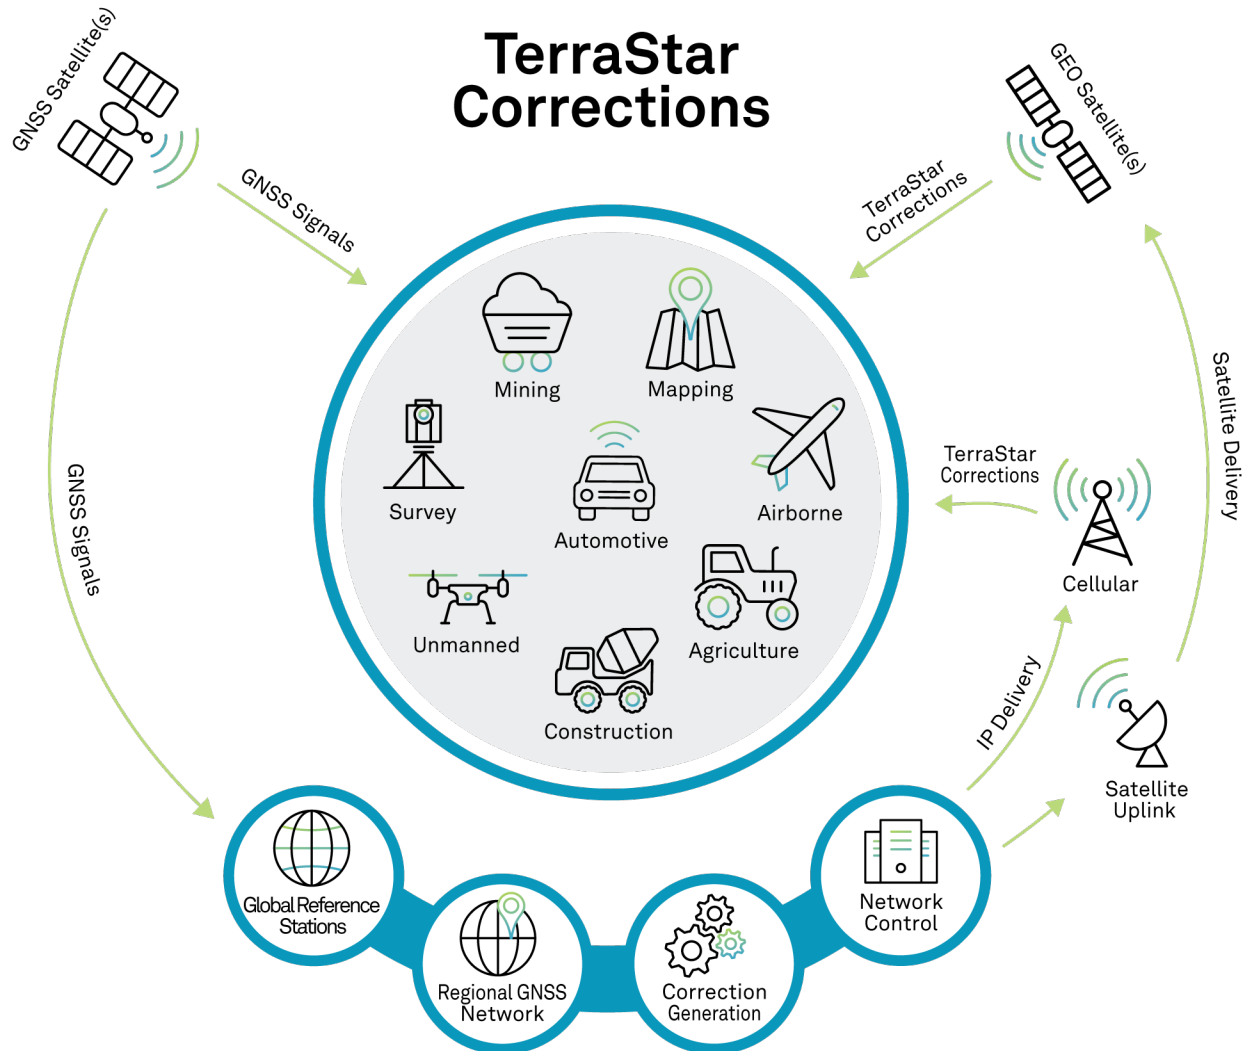 TerraStar
Corrections
GNSS Satellite(s)
GEO Satellite(s)
GNSS Signals
TerraStar
Corrections
Mining
Mapping
Survey
Automotive
Airborne
TerraStar
Corrections
Satellite Delivery
GNSS Signals
Cellular
Unmanned
Agriculture
Construction
IP Delivery
Satellite
Uplink
Global Reference
Stations
Regional GNSS
Network
Correction
Generation
Network
Control